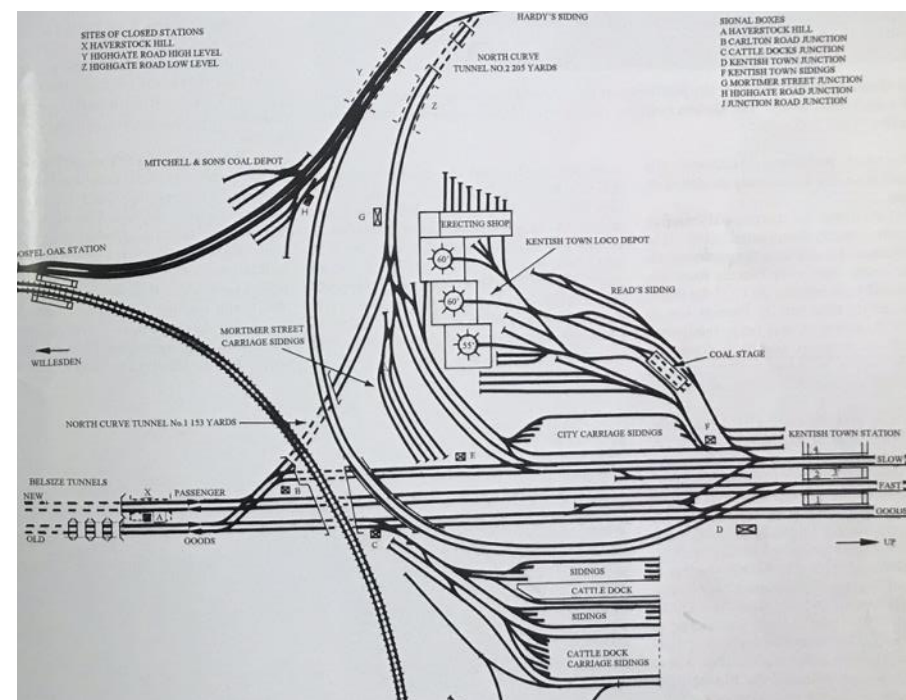 SITES OF CLOSED STATIONS
X HAVERSTOCK HILL
Y HIGHGATE ROAD HIGH LEVEL
Z HIGHGATE ROAD LOW LEVEL
HARDY'S SIDING
NORTH CURVE
TUNNEL NO.2 205 YARDS
SIGNAL BOXES
A HAVERSTOCK HILL
B CARLTON ROAD JUNCTION
C CATTLE DOCKS JUNCTION
D KENTISH TOWN JUNCTION
F KENTISH TOWN SIDINGS
G MORTIMER STREET JUNCTION
H HIGHGATE ROAD JUNCTION
J JUNCTION ROAD JUNCTION
Y
Z
MITCHELL & SONS COAL DEPOT
H
G
ERECTING SHOP
KENTISH TOWN LOCO DEPOT
OSPEL OAK STATION
60'
60'
55'
READ'S SIDING
MORTIMER STREET
CARRIAGE SIDINGS
COAL STAGE
WILLESDEN
NORTH CURVE TUNNEL No.1 153 YARDS
CITY CARRIAGE SIDINGS
F
KENTISH TOWN STATION
E
4
SLOW
BELSIZE TUNNELS
NEW
X
PASSENGER
B
2
3
FAST
A
1
GOODS
OLD
GOODS
C
D
UP
SIDINGS
CATTLE DOCK
SIDINGS
CATTLE DOCK
CARRIAGE SIDINGS